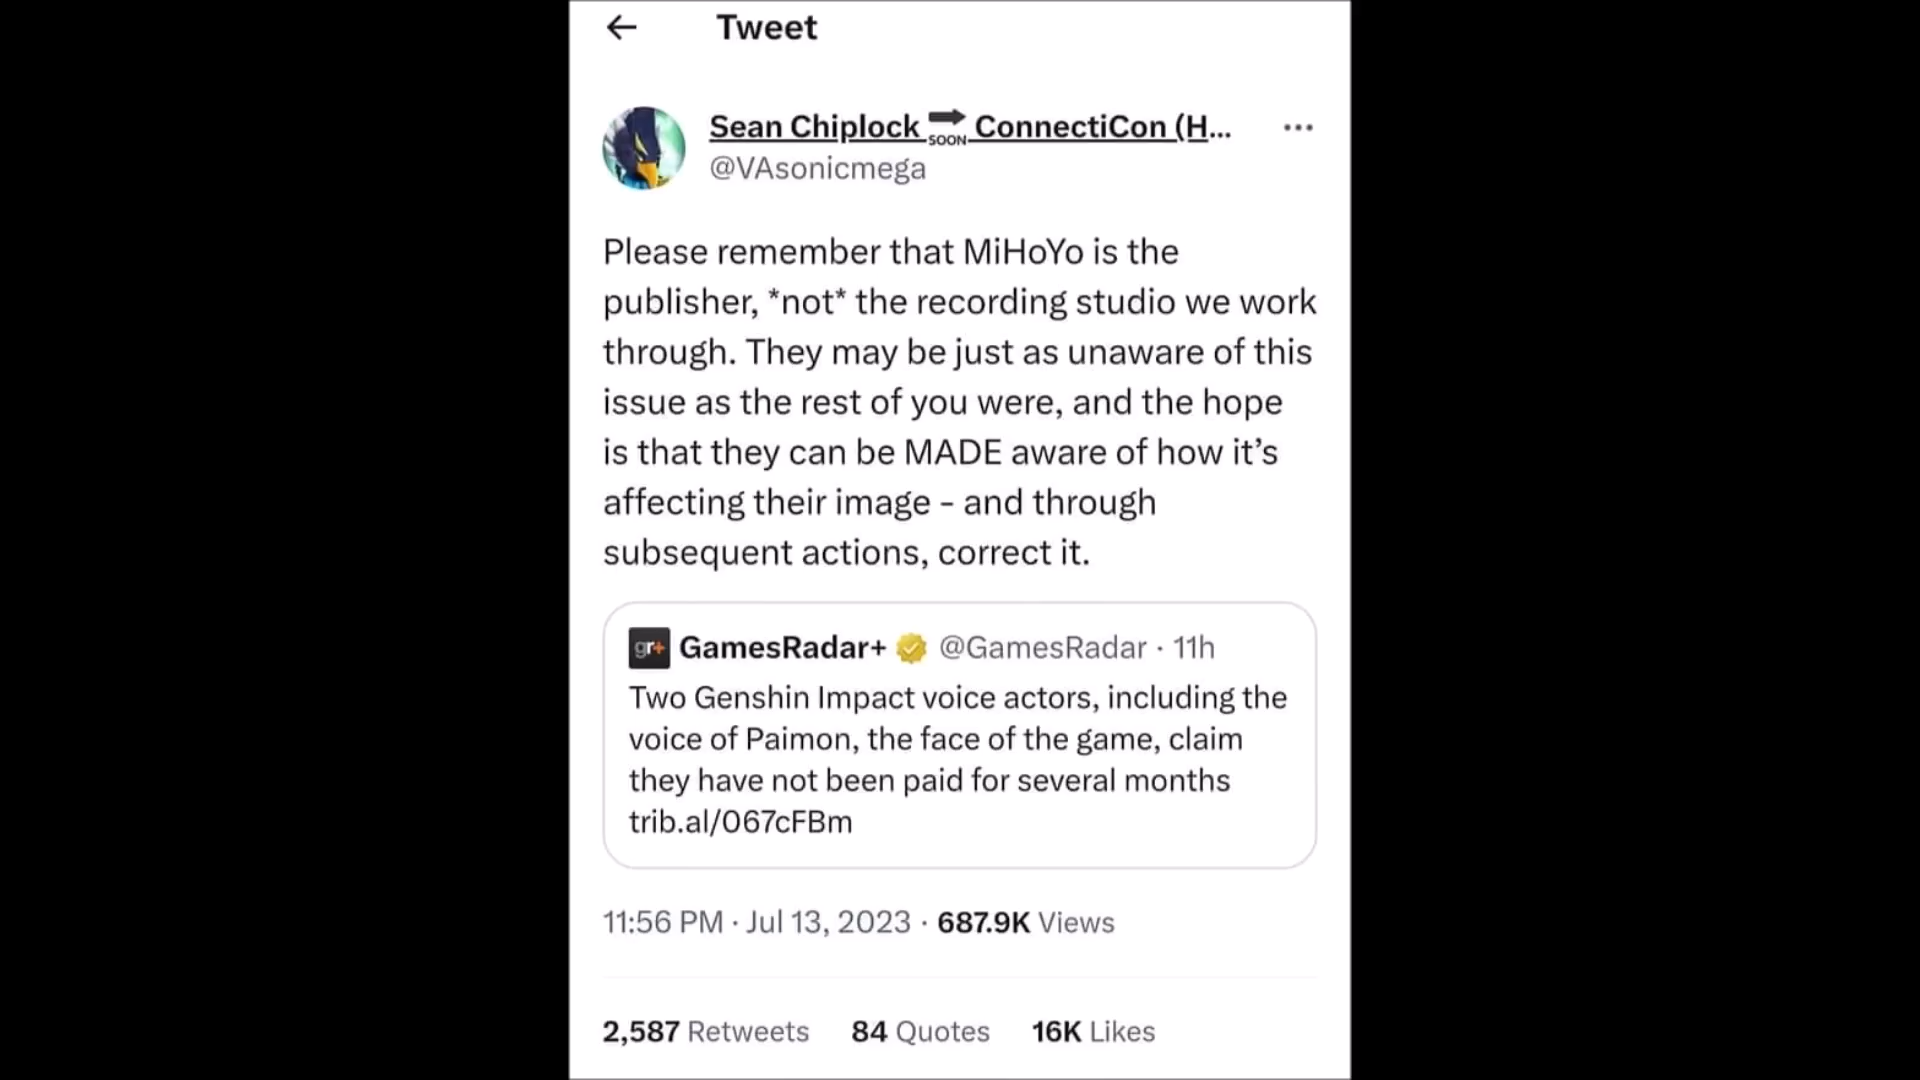 ← Tweet
Sean Chiplock SOON ConnectiCon (H...
@VAsonicmega
Please remember that MiHoYo is the
publisher, *not* the recording studio we work
through. They may be just as unaware of this
issue as the rest of you were, and the hope
is that they can be MADE aware of how it’s
affecting their image - and through
subsequent actions, correct it.
gr+ GamesRadar+ @GamesRadar · 11h
Two Genshin Impact voice actors, including the
voice of Paimon, the face of the game, claim
they have not been paid for several months
trib.al/067cFBm
11:56 PM · Jul 13, 2023 · 687.9K Views
2,587 Retweets 84 Quotes 16K Likes